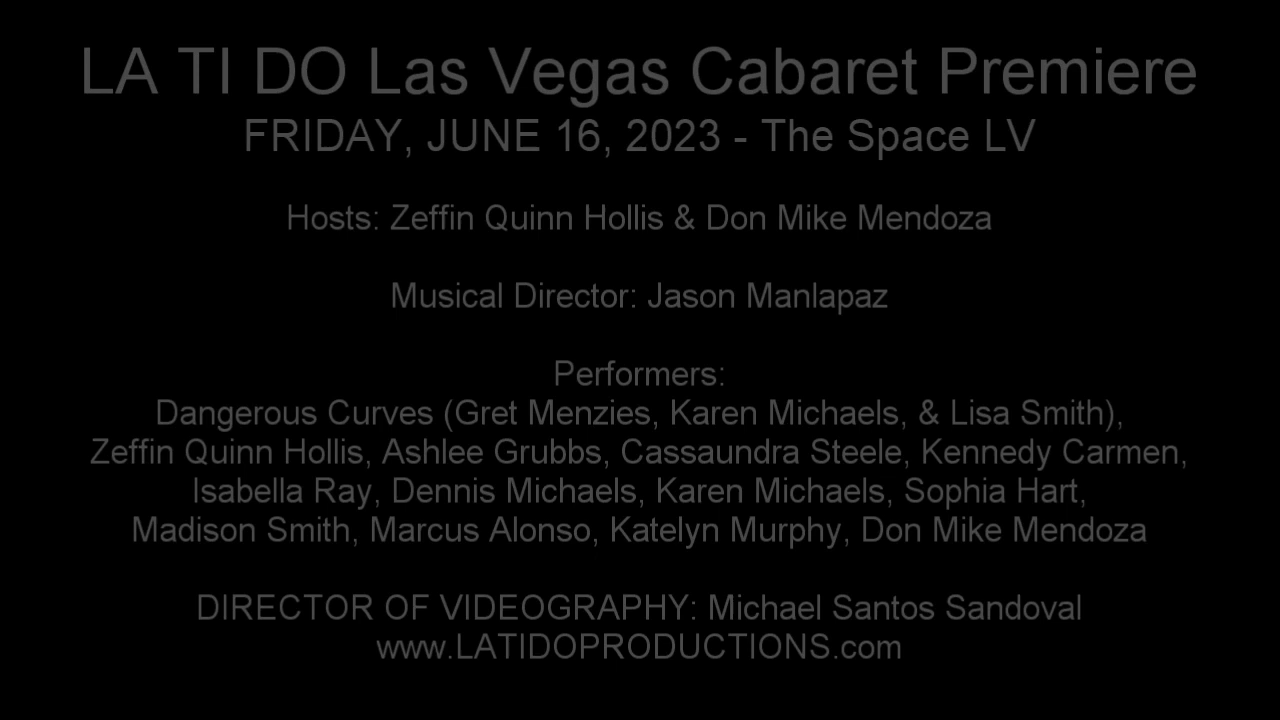 LA TI DO Las Vegas Cabaret Premiere
FRIDAY, JUNE 16, 2023 - The Space LV
Hosts: Zeffin Quinn Hollis & Don Mike Mendoza
Musical Director: Jason Manlapaz
Performers:
Dangerous Curves (Gret Menzies, Karen Michaels, & Lisa Smith),
Zeffin Quinn Hollis, Ashlee Grubbs, Cassaundra Steele, Kennedy Carmen,
Isabella Ray, Dennis Michaels, Karen Michaels, Sophia Hart,
Madison Smith, Marcus Alonso, Katelyn Murphy, Don Mike Mendoza
DIRECTOR OF VIDEOGRAPHY: Michael Santos Sandoval
www.LATIDOPRODUCTIONS.com